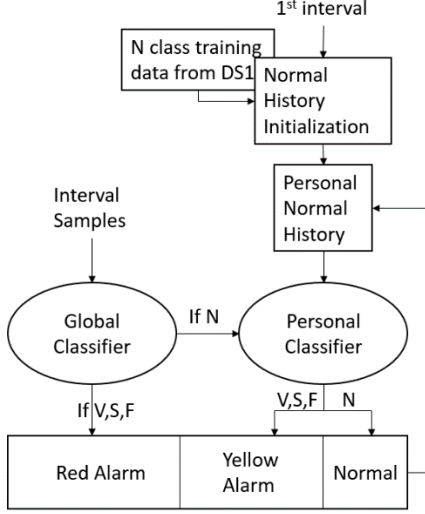 1st interval
N class training
data from DS1
Normal
History
Initialization
Personal
Normal
History
Interval
Samples
Global
Classifier
If N
Personal
Classifier
If V,S,F
V,S,F
N
Red Alarm
Yellow
Alarm
Normal